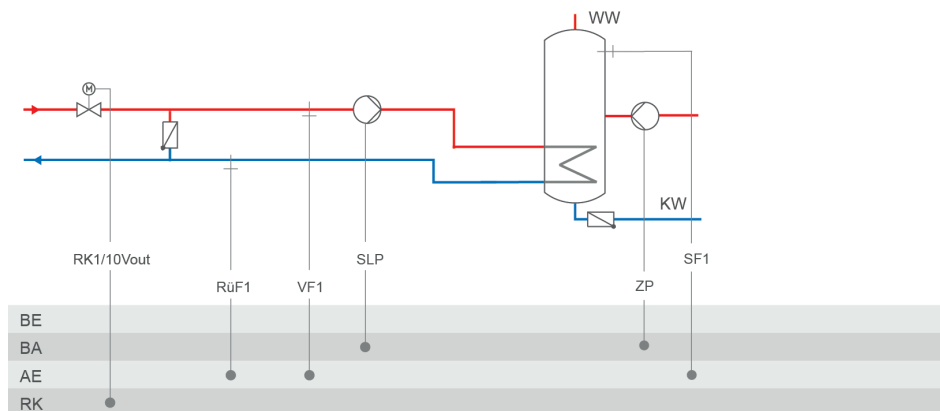 WW
M
KW
RK1/10Vout
SLP
SF1
RüF1
VF1
ZP
BE
BA
AE
RK